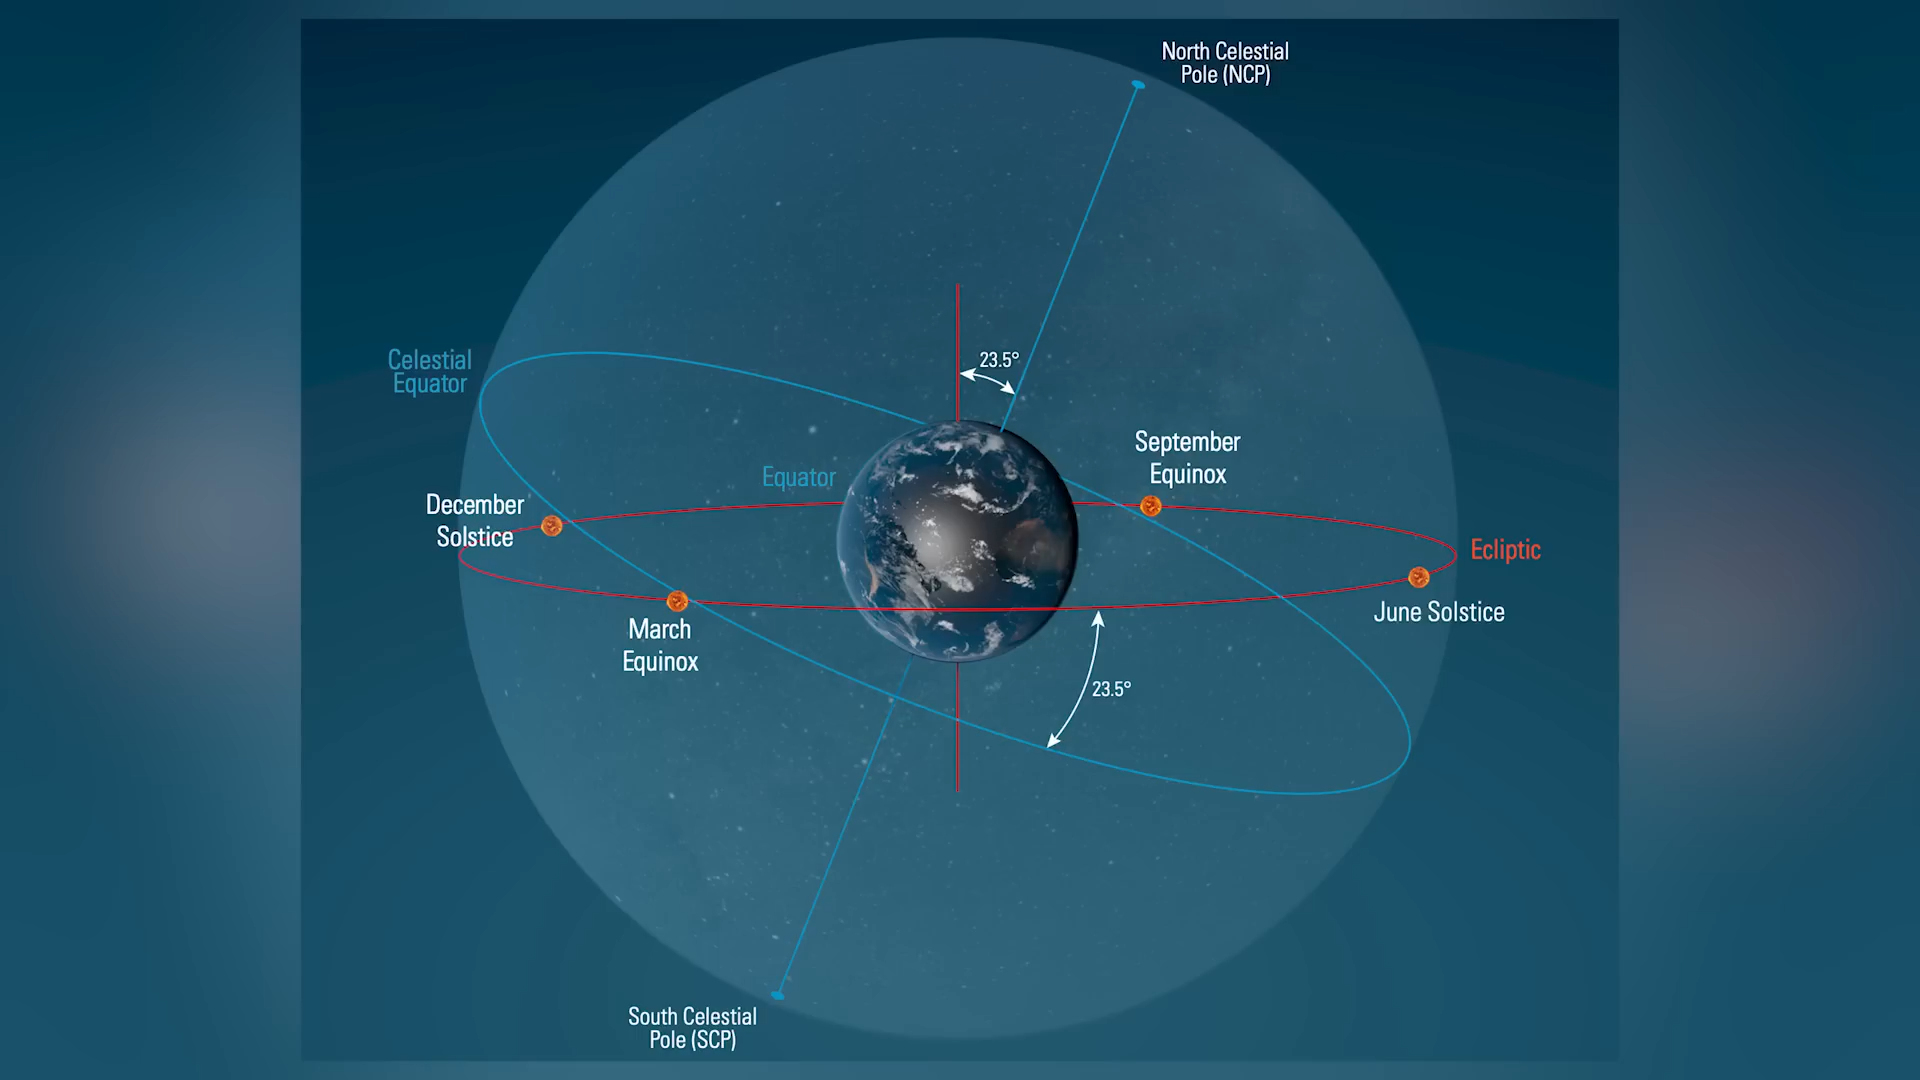 North Celestial
Pole (NCP)
23.5°
Celestial
Equator
September
Equinox
Equator
December
Solstice
Ecliptic
June Solstice
March
Equinox
23.5°
South Celestial
Pole (SCP)